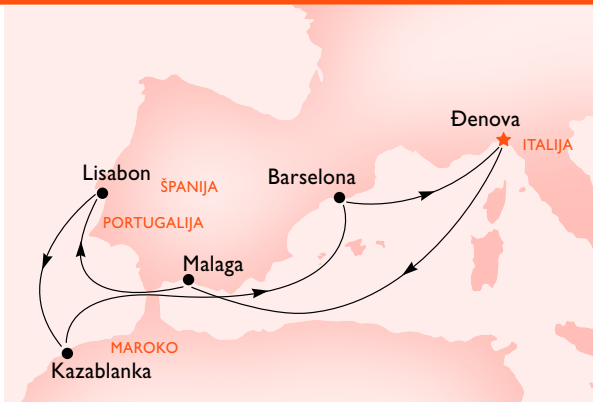 Đenova
ITALIJA
Lisabon
ŠPANIJA
Barselona
PORTUGALIJA
Malaga
MAROKO
Kazablanka